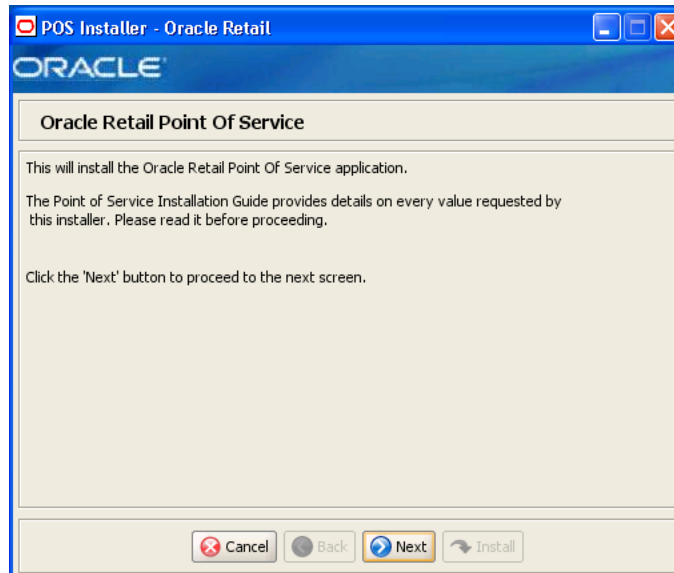 POS Installer - Oracle Retail
ORACLE
Oracle Retail Point Of Service
This will install the Oracle Retail Point Of Service application.
The Point of Service Installation Guide provides details on every value requested by
this installer. Please read it before proceeding.
Click the 'Next' button to proceed to the next screen.
Cancel Back Next Install